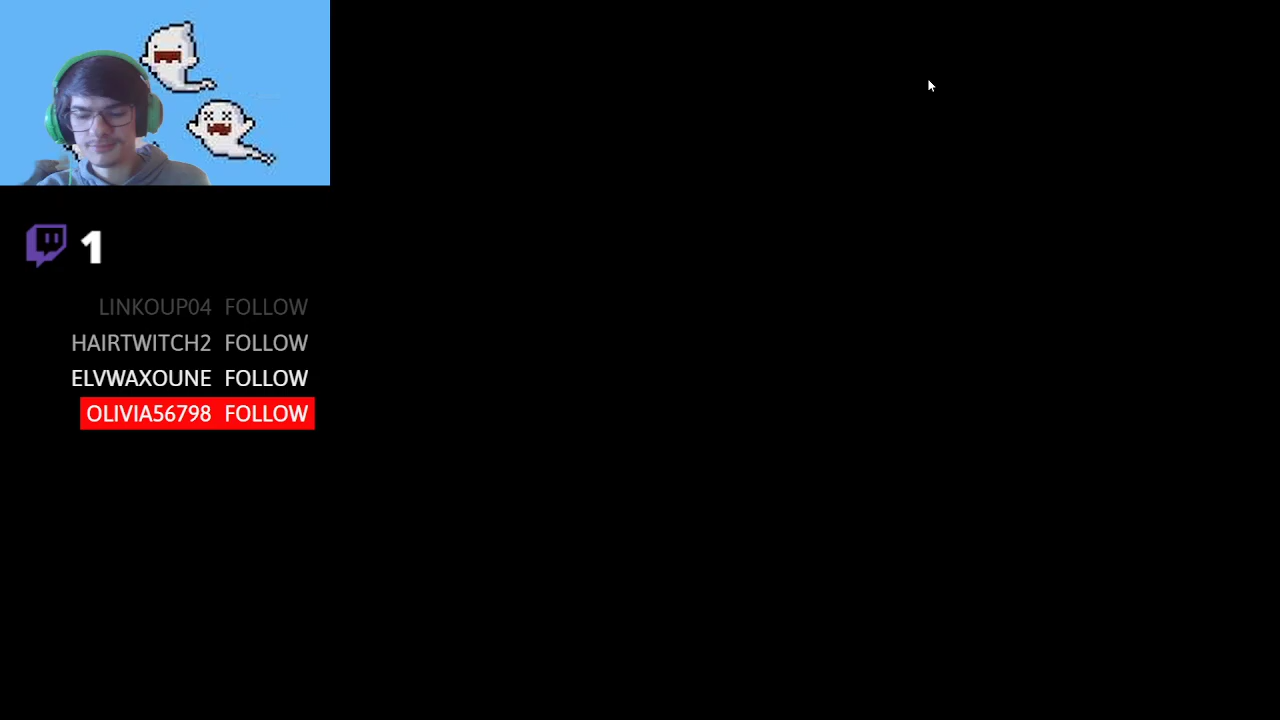 1
LINKOUP04 FOLLOW
HAIRTWITCH2 FOLLOW
ELVWAXOUNE FOLLOW
OLIVIA56798 FOLLOW